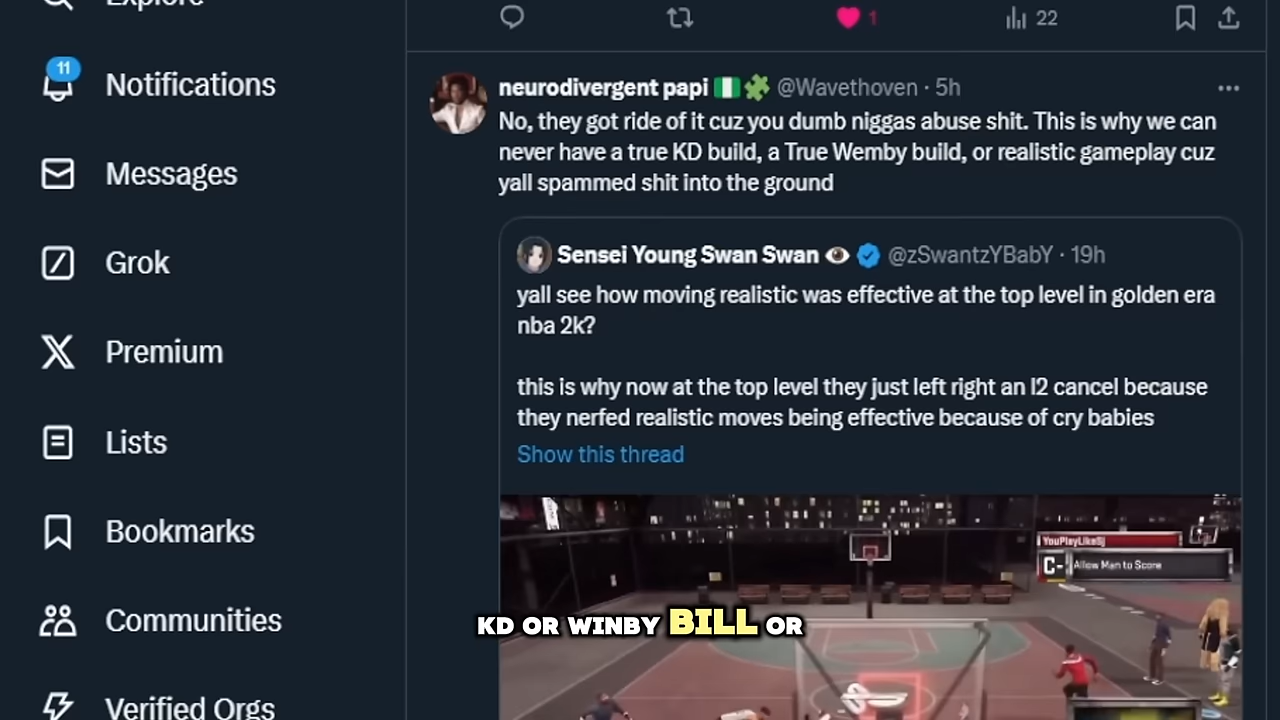 Explore
22
1
11
Notifications
Messages
Grok
Premium
Lists
Bookmarks
Communities
Verified Orgs
neurodivergent papi @Wavethoven · 5h
No, they got ride of it cuz you dumb niggas abuse shit. This is why we can
never have a true KD build, a True Wemby build, or realistic gameplay cuz
yall spammed shit into the ground
Sensei Young Swan Swan @zSwantzYBabY · 19h
yall see how moving realistic was effective at the top level in golden era
nba 2k?
this is why now at the top level they just left right an l2 cancel because
they nerfed realistic moves being effective because of cry babies
Show this thread
YouPlayLikeSj
C- Allow Man to Score
KD OR WINBY BILL OR